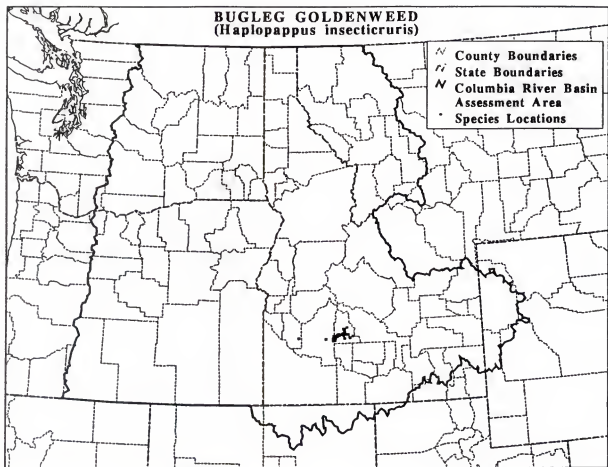 BUGLEG GOLDENWEED
(Haplopappus insecticruris)
County Boundaries
State Boundaries
Columbia River Basin
Assessment Area
Species Locations